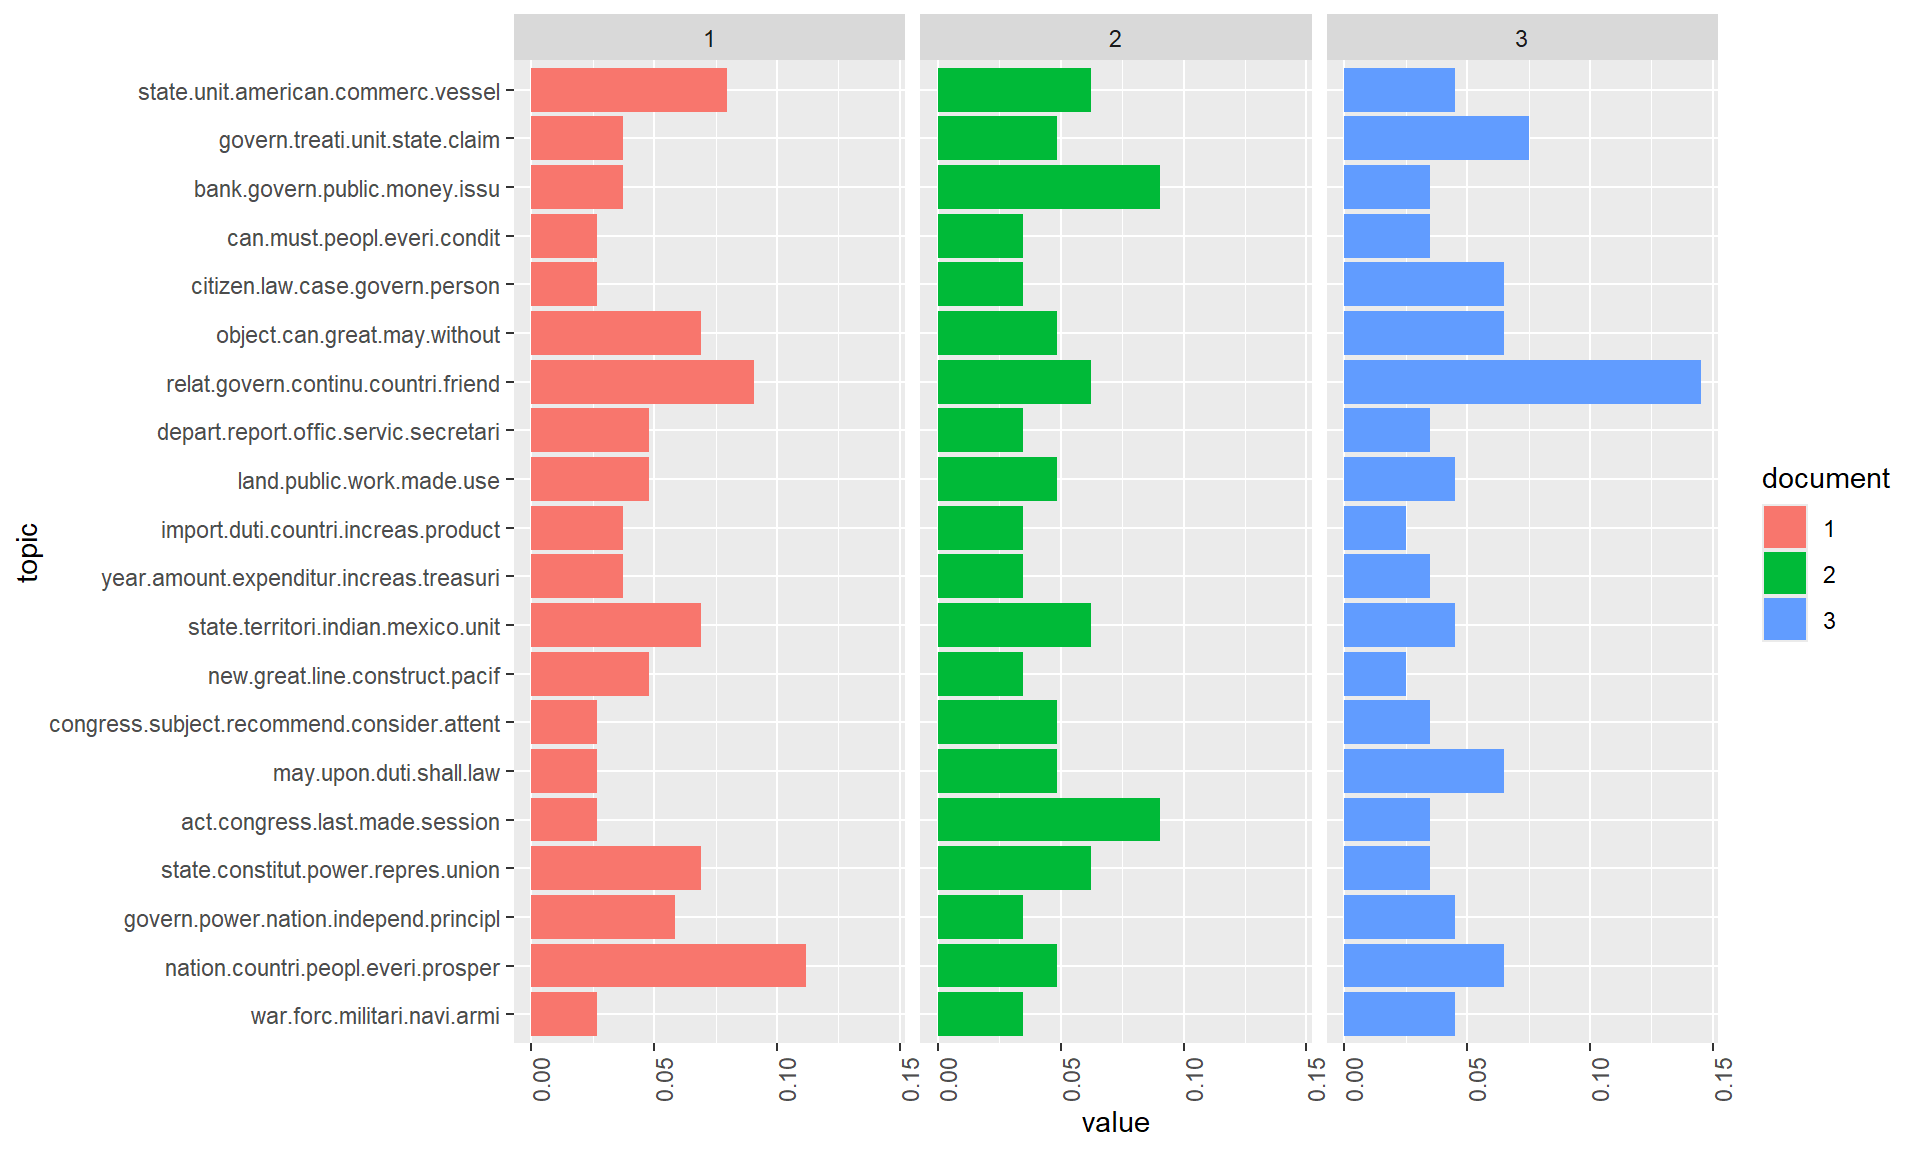 1
2
3
state.unit.american.commerc.vessel
govern.treati.unit.state.claim
bank.govern.public.money.issu
can.must.peopl.everi.condit
citizen.law.case.govern.person
object.can.great.may.without
relat.govern.continu.countri.friend
depart.report.offic.servic.secretari
land.public.work.made.use
import.duti.countri.increas.product
year.amount.expenditur.increas.treasuri
state.territori.indian.mexico.unit
new.great.line.construct.pacif
congress.subject.recommend.consider.attent
may.upon.duti.shall.law
act.congress.last.made.session
state.constitut.power.repres.union
govern.power.nation.independ.principl
nation.countri.peopl.everi.prosper
war.forc.militari.navi.armi
topic
0.00
0.05
0.10
0.15
0.00
0.05
0.10
0.15
0.00
0.05
0.10
0.15
value
document
1
2
3